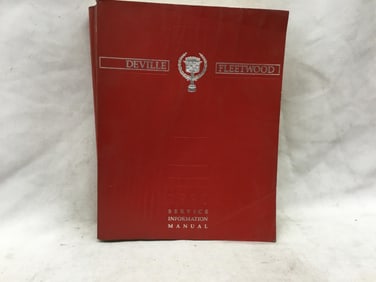 DEVILLE FLEETWOOD
SERVICE
INFORMATION
MANUAL